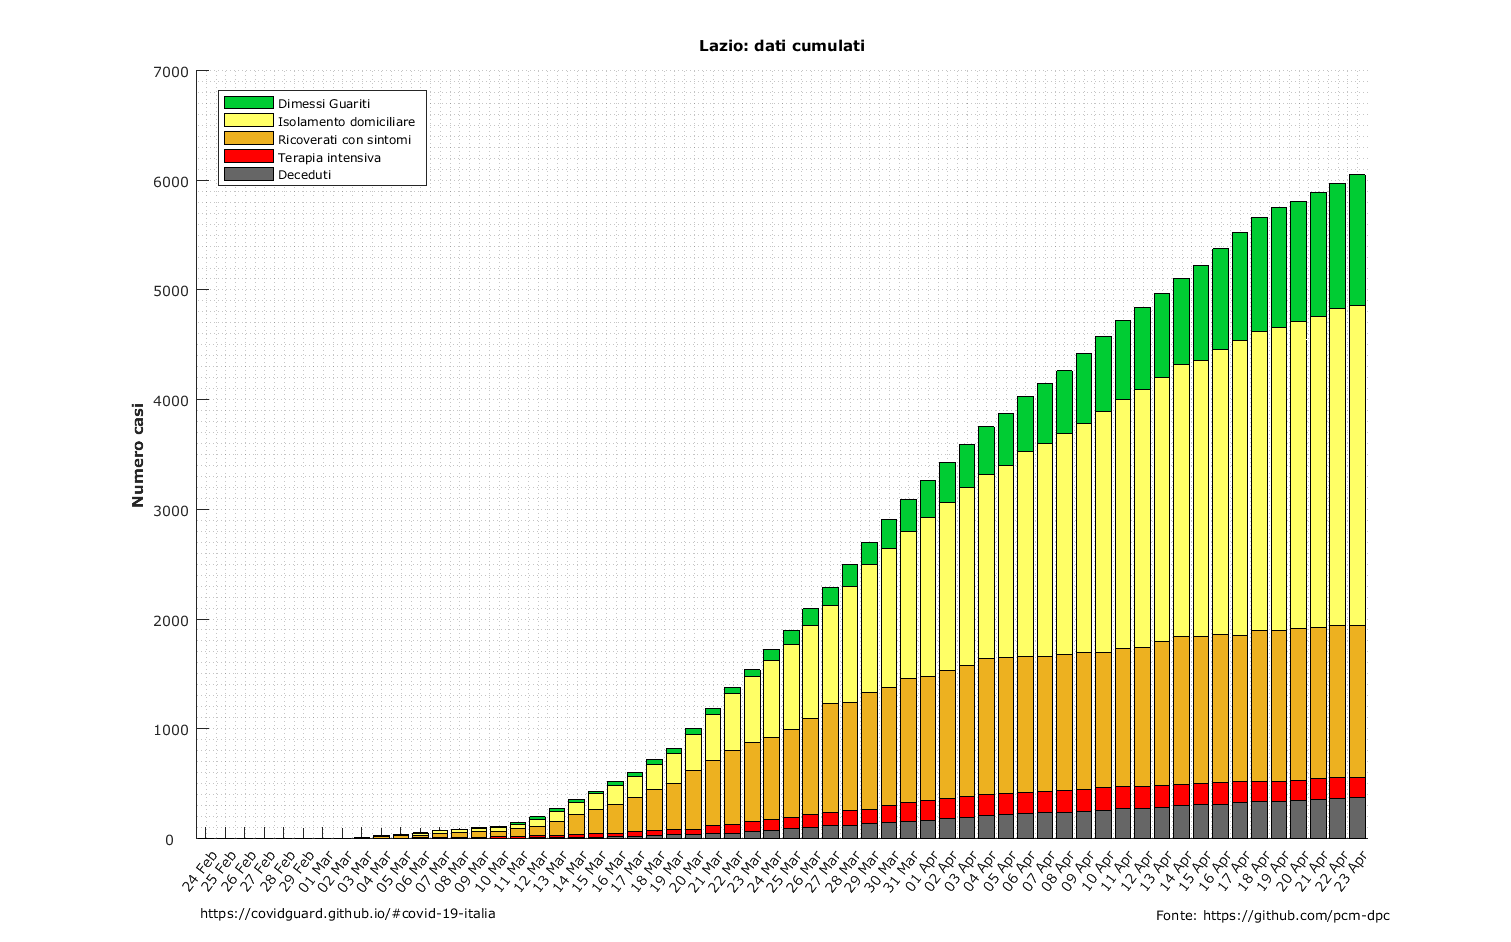 Lazio: dati cumulati
7000
6000
5000
4000
3000
2000
1000
0
Numero casi
Dimessi Guariti
Isolamento domiciliare
Ricoverati con sintomi
Terapia intensiva
Deceduti
24 Feb
25 Feb
26 Feb
27 Feb
28 Feb
29 Feb
01 Mar
02 Mar
03 Mar
04 Mar
05 Mar
06 Mar
07 Mar
08 Mar
09 Mar
10 Mar
11 Mar
12 Mar
13 Mar
14 Mar
15 Mar
16 Mar
17 Mar
18 Mar
19 Mar
20 Mar
21 Mar
22 Mar
23 Mar
24 Mar
25 Mar
26 Mar
27 Mar
28 Mar
29 Mar
30 Mar
31 Mar
01 Apr
02 Apr
03 Apr
04 Apr
05 Apr
06 Apr
07 Apr
08 Apr
09 Apr
10 Apr
11 Apr
12 Apr
13 Apr
14 Apr
15 Apr
16 Apr
17 Apr
18 Apr
19 Apr
20 Apr
21 Apr
22 Apr
23 Apr
https://covidguard.github.io/#covid-19-italia
Fonte: https://github.com/pcm-dpc